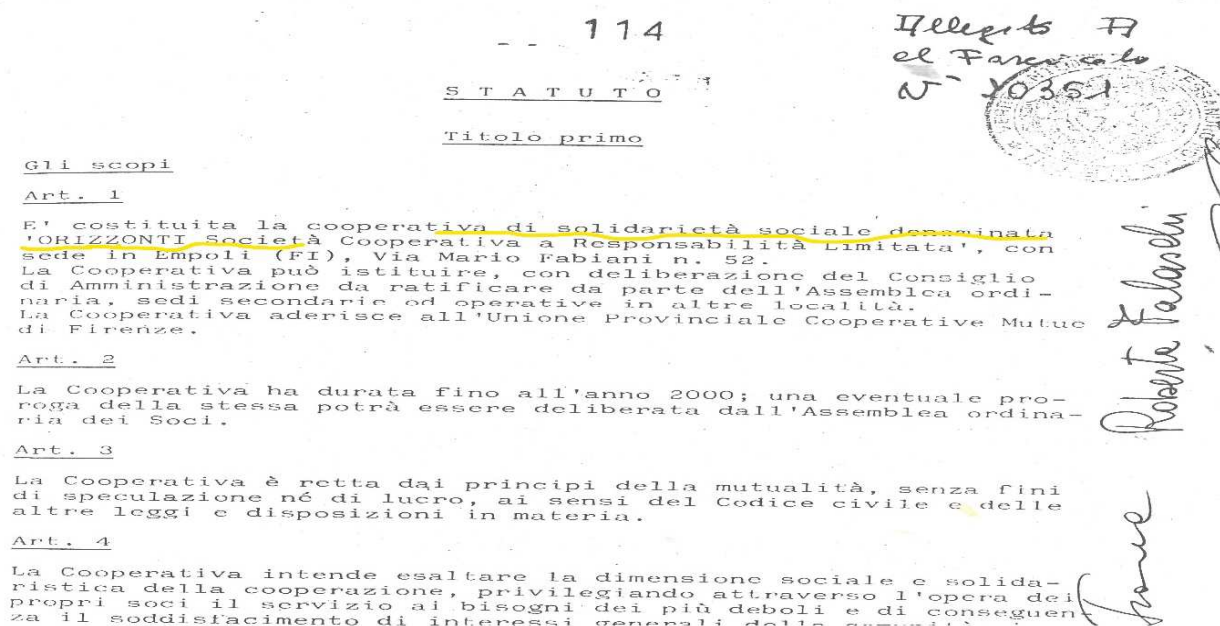 114
Allegato A
al Fascicolo
N° 10351
STATUTO
Titolo primo
Gli scopi
Art. 1
E' costituita la cooperativa di solidarietà sociale denominata
'ORIZZONTI Società Cooperativa a Responsabilità Limitata', con
sede in Empoli (FI), Via Mario Fabiani n. 52.
La Cooperativa può istituire, con deliberazione del Consiglio
di Amministrazione da ratificare da parte dell'Assemblea ordi-
naria, sedi secondarie od operative in altre località.
La Cooperativa aderisce all'Unione Provinciale Cooperative Mutue
di Firenze.
Art. 2
La Cooperativa ha durata fino all'anno 2000; una eventuale pro-
roga della stessa potrà essere deliberata dall'Assemblea ordina-
ria dei Soci.
Art. 3
La Cooperativa è retta dai principi della mutualità, senza fini
di speculazione né di lucro, ai sensi del Codice civile e delle
altre leggi e disposizioni in materia.
Art. 4
La Cooperativa intende esaltare la dimensione sociale e solida-
ristica della cooperazione, privilegiando attraverso l'opera dei
propri soci il servizio ai bisogni dei più deboli e di conseguen
za il soddisfacimento di interessi generali della comunità
Roberta Falaschi